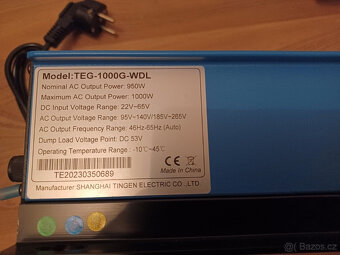 Model:TEG-1000G-WDL
Nominal AC Output Power: 950W
Maximum AC Output Power: 1000W
DC Input Voltage Range: 22V~65V
AC Output Voltage Range: 95V~140V/185V~265V
AC Output Frequency Range: 46Hz-65Hz (Auto)
Dump Load Voltage Point: DC 53V
Operating Temperature Range: -10℃~45℃
TE20230350689
CE
Made In China
Manufacturer SHANGHAI TINGEN ELECTRIC CO., LTD
Bazoš.cz